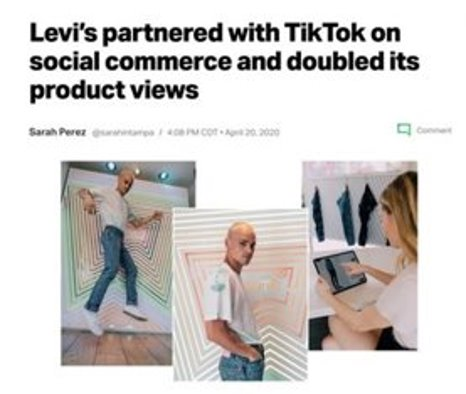 Levi's partnered with TikTok on
social commerce and doubled its
product views
Sarah Perez @sarahintampa / 4:08 PM CDT • April 20, 2020
Comment